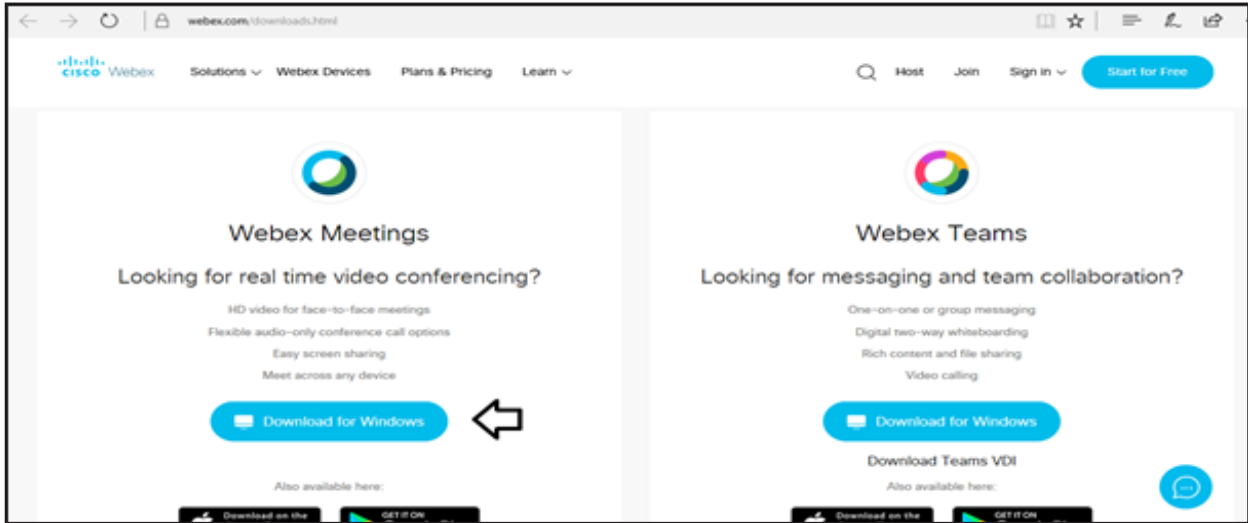 webex.com/downloads.html
CISCO Webex Solutions Webex Devices Plans & Pricing Learn Host Join Sign in Start for Free
Webex Meetings
Looking for real time video conferencing?
HD video for face-to-face meetings
Flexible audio-only conference call options
Easy screen sharing
Meet across any device
Download for Windows
Also available here:
Download on the
GET IT ON
Webex Teams
Looking for messaging and team collaboration?
One-on-one or group messaging
Digital two-way whiteboarding
Rich content and file sharing
Video calling
Download for Windows
Download Teams VDI
Also available here:
Download on the
GET IT ON